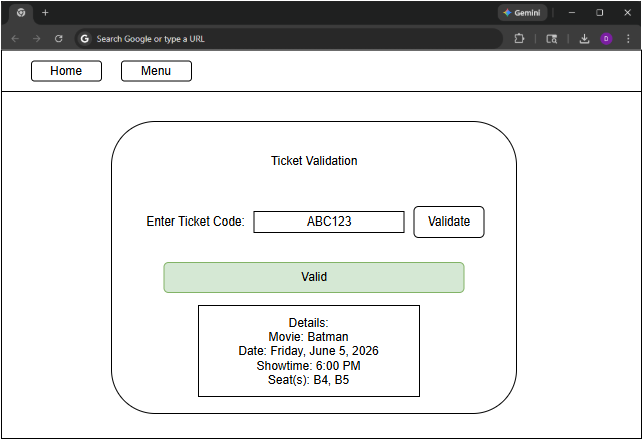 Gemini
Search Google or type a URL
D
Home
Menu
Ticket Validation
Enter Ticket Code:
ABC123
Validate
Valid
Details:
Movie: Batman
Date: Friday, June 5, 2026
Showtime: 6:00 PM
Seat(s): B4, B5